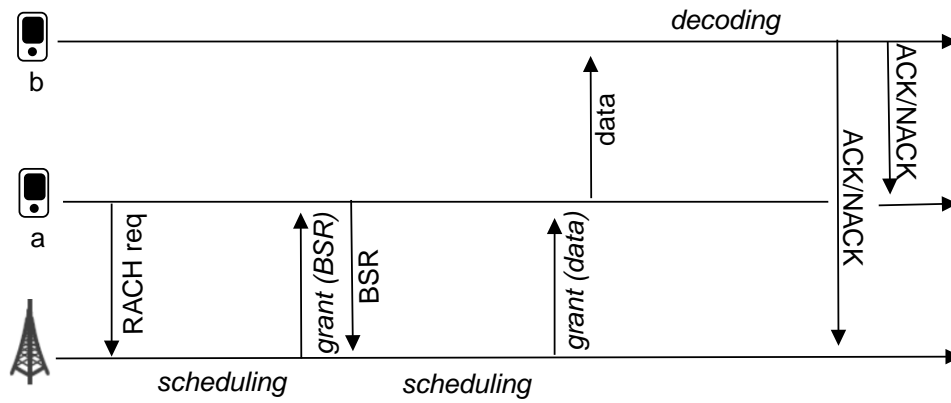 decoding
b
data
ACK/NACK
ACK/NACK
a
RACH req
grant (BSR)
BSR
grant (data)
scheduling
scheduling